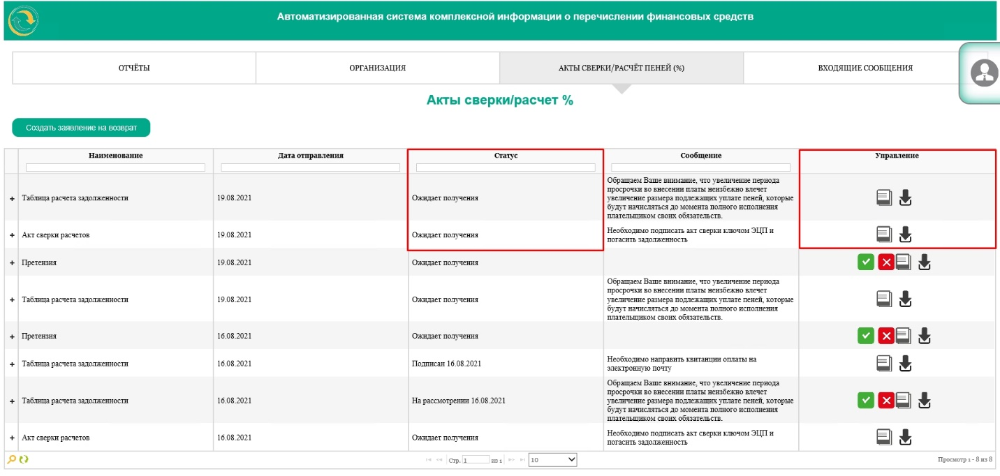 Автоматизированная система комплексной информации о перечислении финансовых средств
ОТЧЁТЫ
ОРГАНИЗАЦИЯ
АКТЫ СВЕРКИ/РАСЧЁТ ПЕНЕЙ (%)
ВХОДЯЩИЕ СООБЩЕНИЯ
Акты сверки/расчет %
Создать заявление на возврат
Наименование
Дата отправления
Статус
Сообщение
Управление
+ Таблица расчета задолженности
19.08.2021
Ожидает получения
Обращаем Ваше внимание, что увеличение периода
просрочки во внесении платы неизбежно влечет
увеличение размера подлежащих уплате пеней, которые
будут начисляться до момента полного исполнения
плательщиком своих обязательств.
+ Акт сверки расчетов
19.08.2021
Ожидает получения
Необходимо подписать акт сверки ключом ЭЦП и
погасить задолженность
+ Претензия
19.08.2021
Ожидает получения
+ Таблица расчета задолженности
19.08.2021
Ожидает получения
Обращаем Ваше внимание, что увеличение периода
просрочки во внесении платы неизбежно влечет
увеличение размера подлежащих уплате пеней, которые
будут начисляться до момента полного исполнения
плательщиком своих обязательств.
+ Претензия
16.08.2021
Ожидает получения
+ Таблица расчета задолженности
16.08.2021
Подписан 16.08.2021
Необходимо направить квитанции оплаты на
электронную почту
+ Таблица расчета задолженности
16.08.2021
На рассмотрении 16.08.2021
Обращаем Ваше внимание, что увеличение периода
просрочки во внесении платы неизбежно влечет
увеличение размера подлежащих уплате пеней, которые
будут начисляться до момента полного исполнения
плательщиком своих обязательств.
+ Акт сверки расчетов
16.08.2021
Ожидает получения
Необходимо подписать акт сверки ключом ЭЦП и
погасить задолженность
Стр. 1 из 1
10
Просмотр 1 - 8 из 8